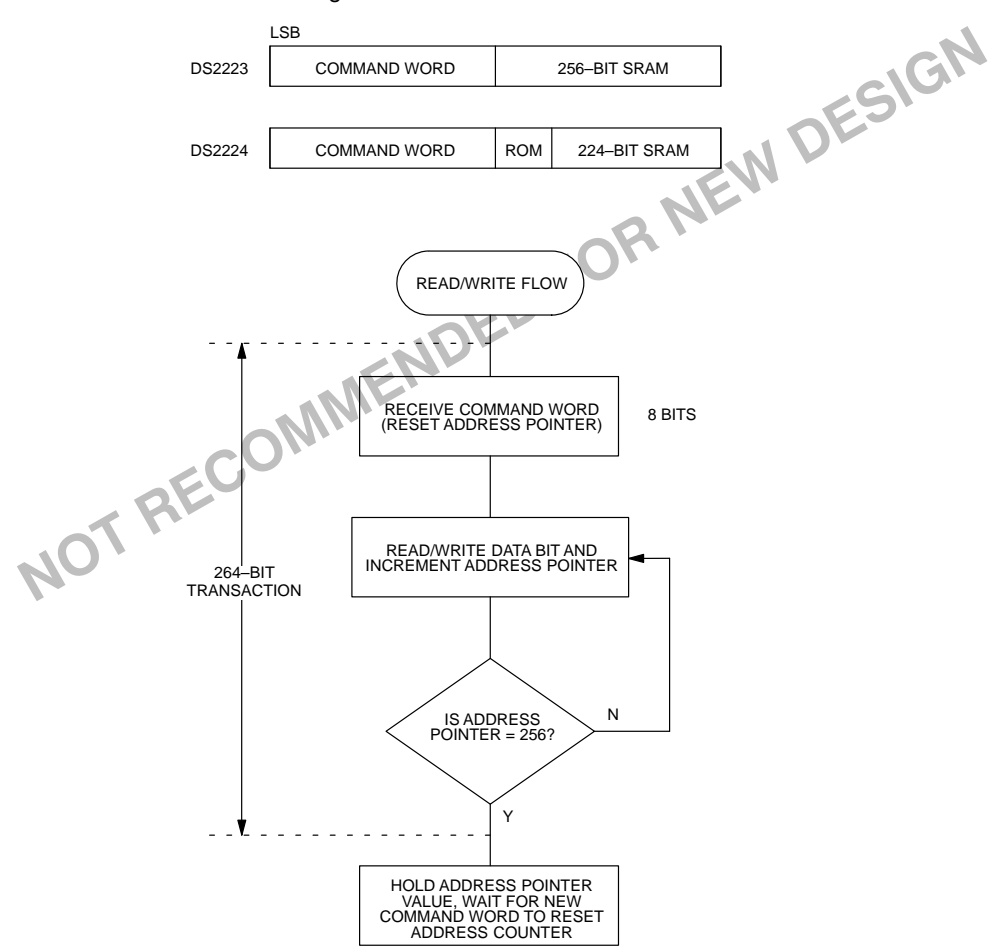 LSB
DS2223 COMMAND WORD 256–BIT SRAM
DS2224 COMMAND WORD ROM 224–BIT SRAM
NOT RECOMMENDED FOR NEW DESIGN
READ/WRITE FLOW
RECEIVE COMMAND WORD
(RESET ADDRESS POINTER)
8 BITS
READ/WRITE DATA BIT AND
INCREMENT ADDRESS POINTER
264–BIT
TRANSACTION
IS ADDRESS
POINTER = 256?
N
Y
HOLD ADDRESS POINTER
VALUE, WAIT FOR NEW
COMMAND WORD TO RESET
ADDRESS COUNTER